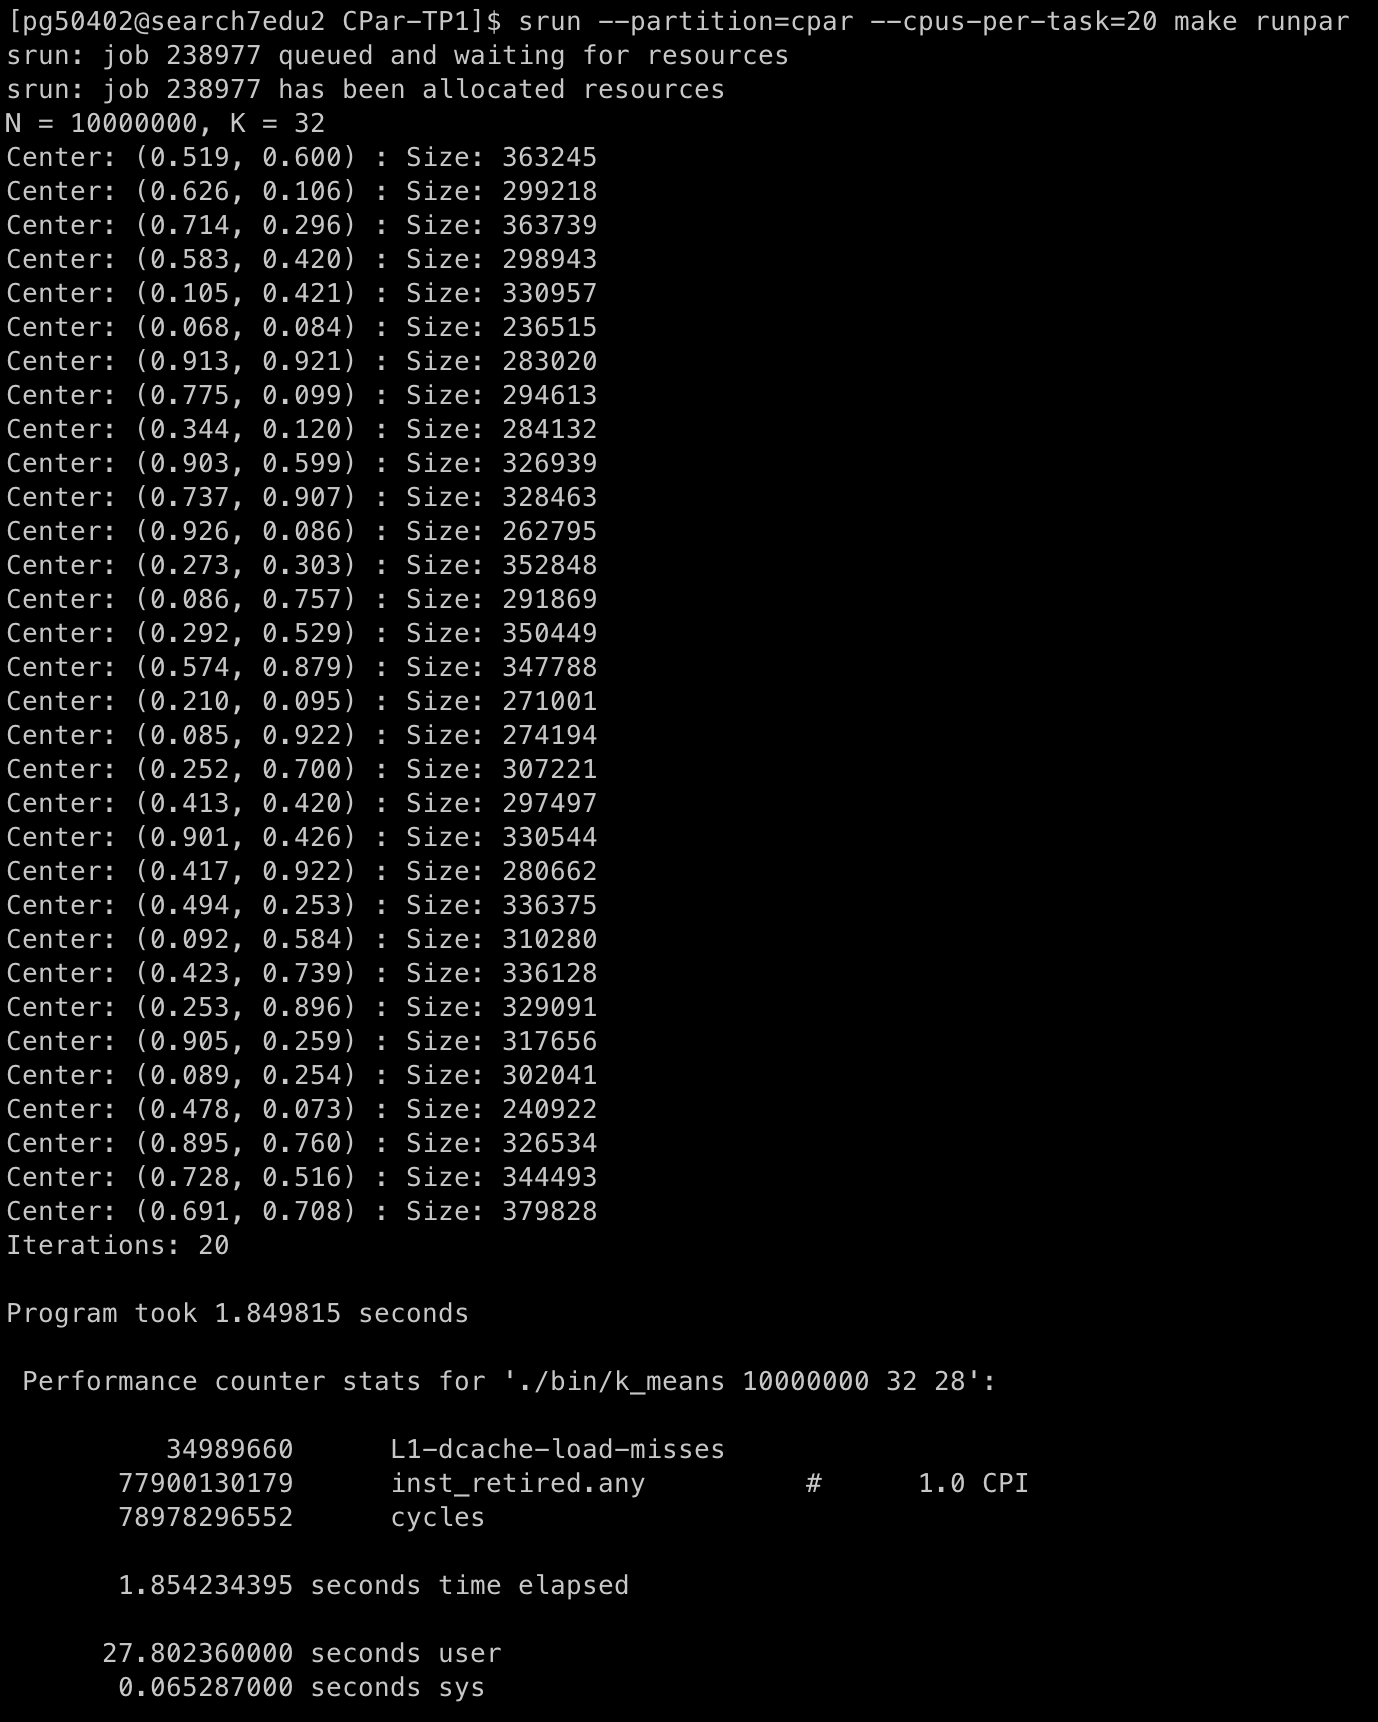 [pg50402@search7edu2 CPar-TP1]$ srun --partition=cpar --cpus-per-task=20 make runpar
srun: job 238977 queued and waiting for resources
srun: job 238977 has been allocated resources
N = 10000000, K = 32
Center: (0.519, 0.600) : Size: 363245
Center: (0.626, 0.106) : Size: 299218
Center: (0.714, 0.296) : Size: 363739
Center: (0.583, 0.420) : Size: 298943
Center: (0.105, 0.421) : Size: 330957
Center: (0.068, 0.084) : Size: 236515
Center: (0.913, 0.921) : Size: 283020
Center: (0.775, 0.099) : Size: 294613
Center: (0.344, 0.120) : Size: 284132
Center: (0.903, 0.599) : Size: 326939
Center: (0.737, 0.907) : Size: 328463
Center: (0.926, 0.086) : Size: 262795
Center: (0.273, 0.303) : Size: 352848
Center: (0.086, 0.757) : Size: 291869
Center: (0.292, 0.529) : Size: 350449
Center: (0.574, 0.879) : Size: 347788
Center: (0.210, 0.095) : Size: 271001
Center: (0.085, 0.922) : Size: 274194
Center: (0.252, 0.700) : Size: 307221
Center: (0.413, 0.420) : Size: 297497
Center: (0.901, 0.426) : Size: 330544
Center: (0.417, 0.922) : Size: 280662
Center: (0.494, 0.253) : Size: 336375
Center: (0.092, 0.584) : Size: 310280
Center: (0.423, 0.739) : Size: 336128
Center: (0.253, 0.896) : Size: 329091
Center: (0.905, 0.259) : Size: 317656
Center: (0.089, 0.254) : Size: 302041
Center: (0.478, 0.073) : Size: 240922
Center: (0.895, 0.760) : Size: 326534
Center: (0.728, 0.516) : Size: 344493
Center: (0.691, 0.708) : Size: 379828
Iterations: 20
Program took 1.849815 seconds
Performance counter stats for './bin/k_means 10000000 32 28':
34989660 L1-dcache-load-misses
77900130179 inst_retired.any # 1.0 CPI
78978296552 cycles
1.854234395 seconds time elapsed
27.802360000 seconds user
0.065287000 seconds sys